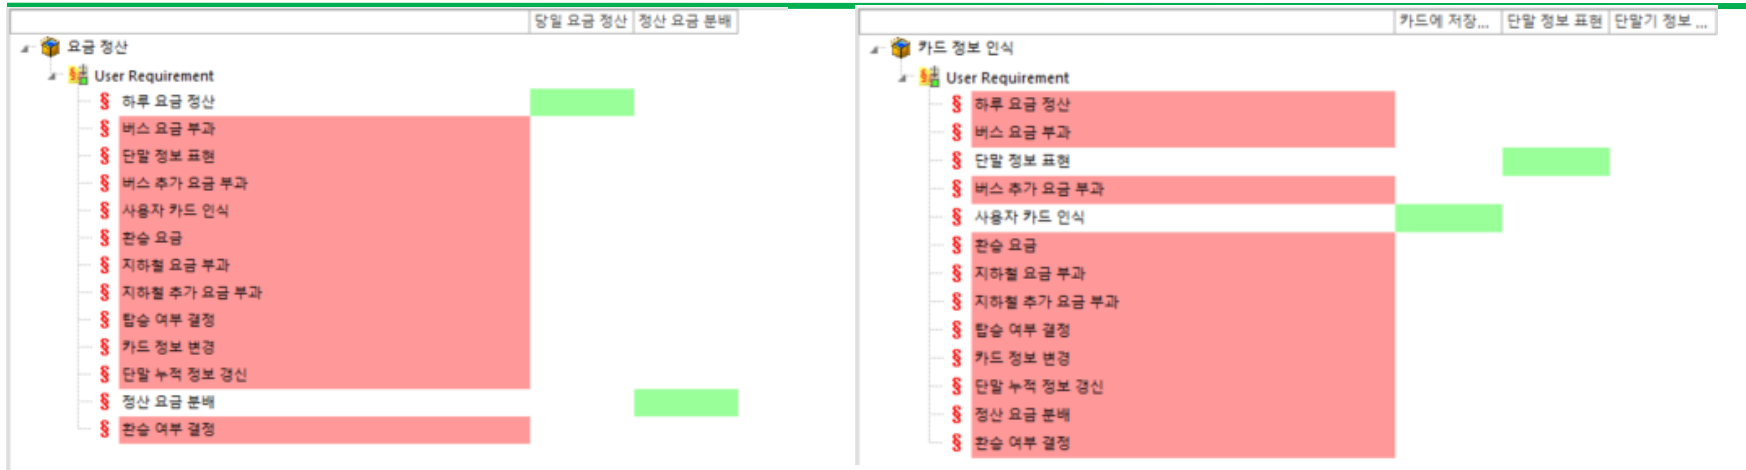 당일 요금 정산 정산 요금 분배
요금 정산
User Requirement
하루 요금 정산
버스 요금 부과
단말 정보 표현
버스 추가 요금 부과
사용자 카드 인식
환승 요금
지하철 요금 부과
지하철 추가 요금 부과
탑승 여부 결정
카드 정보 변경
단말 누적 정보 갱신
정산 요금 분배
환승 여부 결정
카드에 저장... 단말 정보 표현 단말기 정보 ...
카드 정보 인식
User Requirement
하루 요금 정산
버스 요금 부과
단말 정보 표현
버스 추가 요금 부과
사용자 카드 인식
환승 요금
지하철 요금 부과
지하철 추가 요금 부과
탑승 여부 결정
카드 정보 변경
단말 누적 정보 갱신
정산 요금 분배
환승 여부 결정